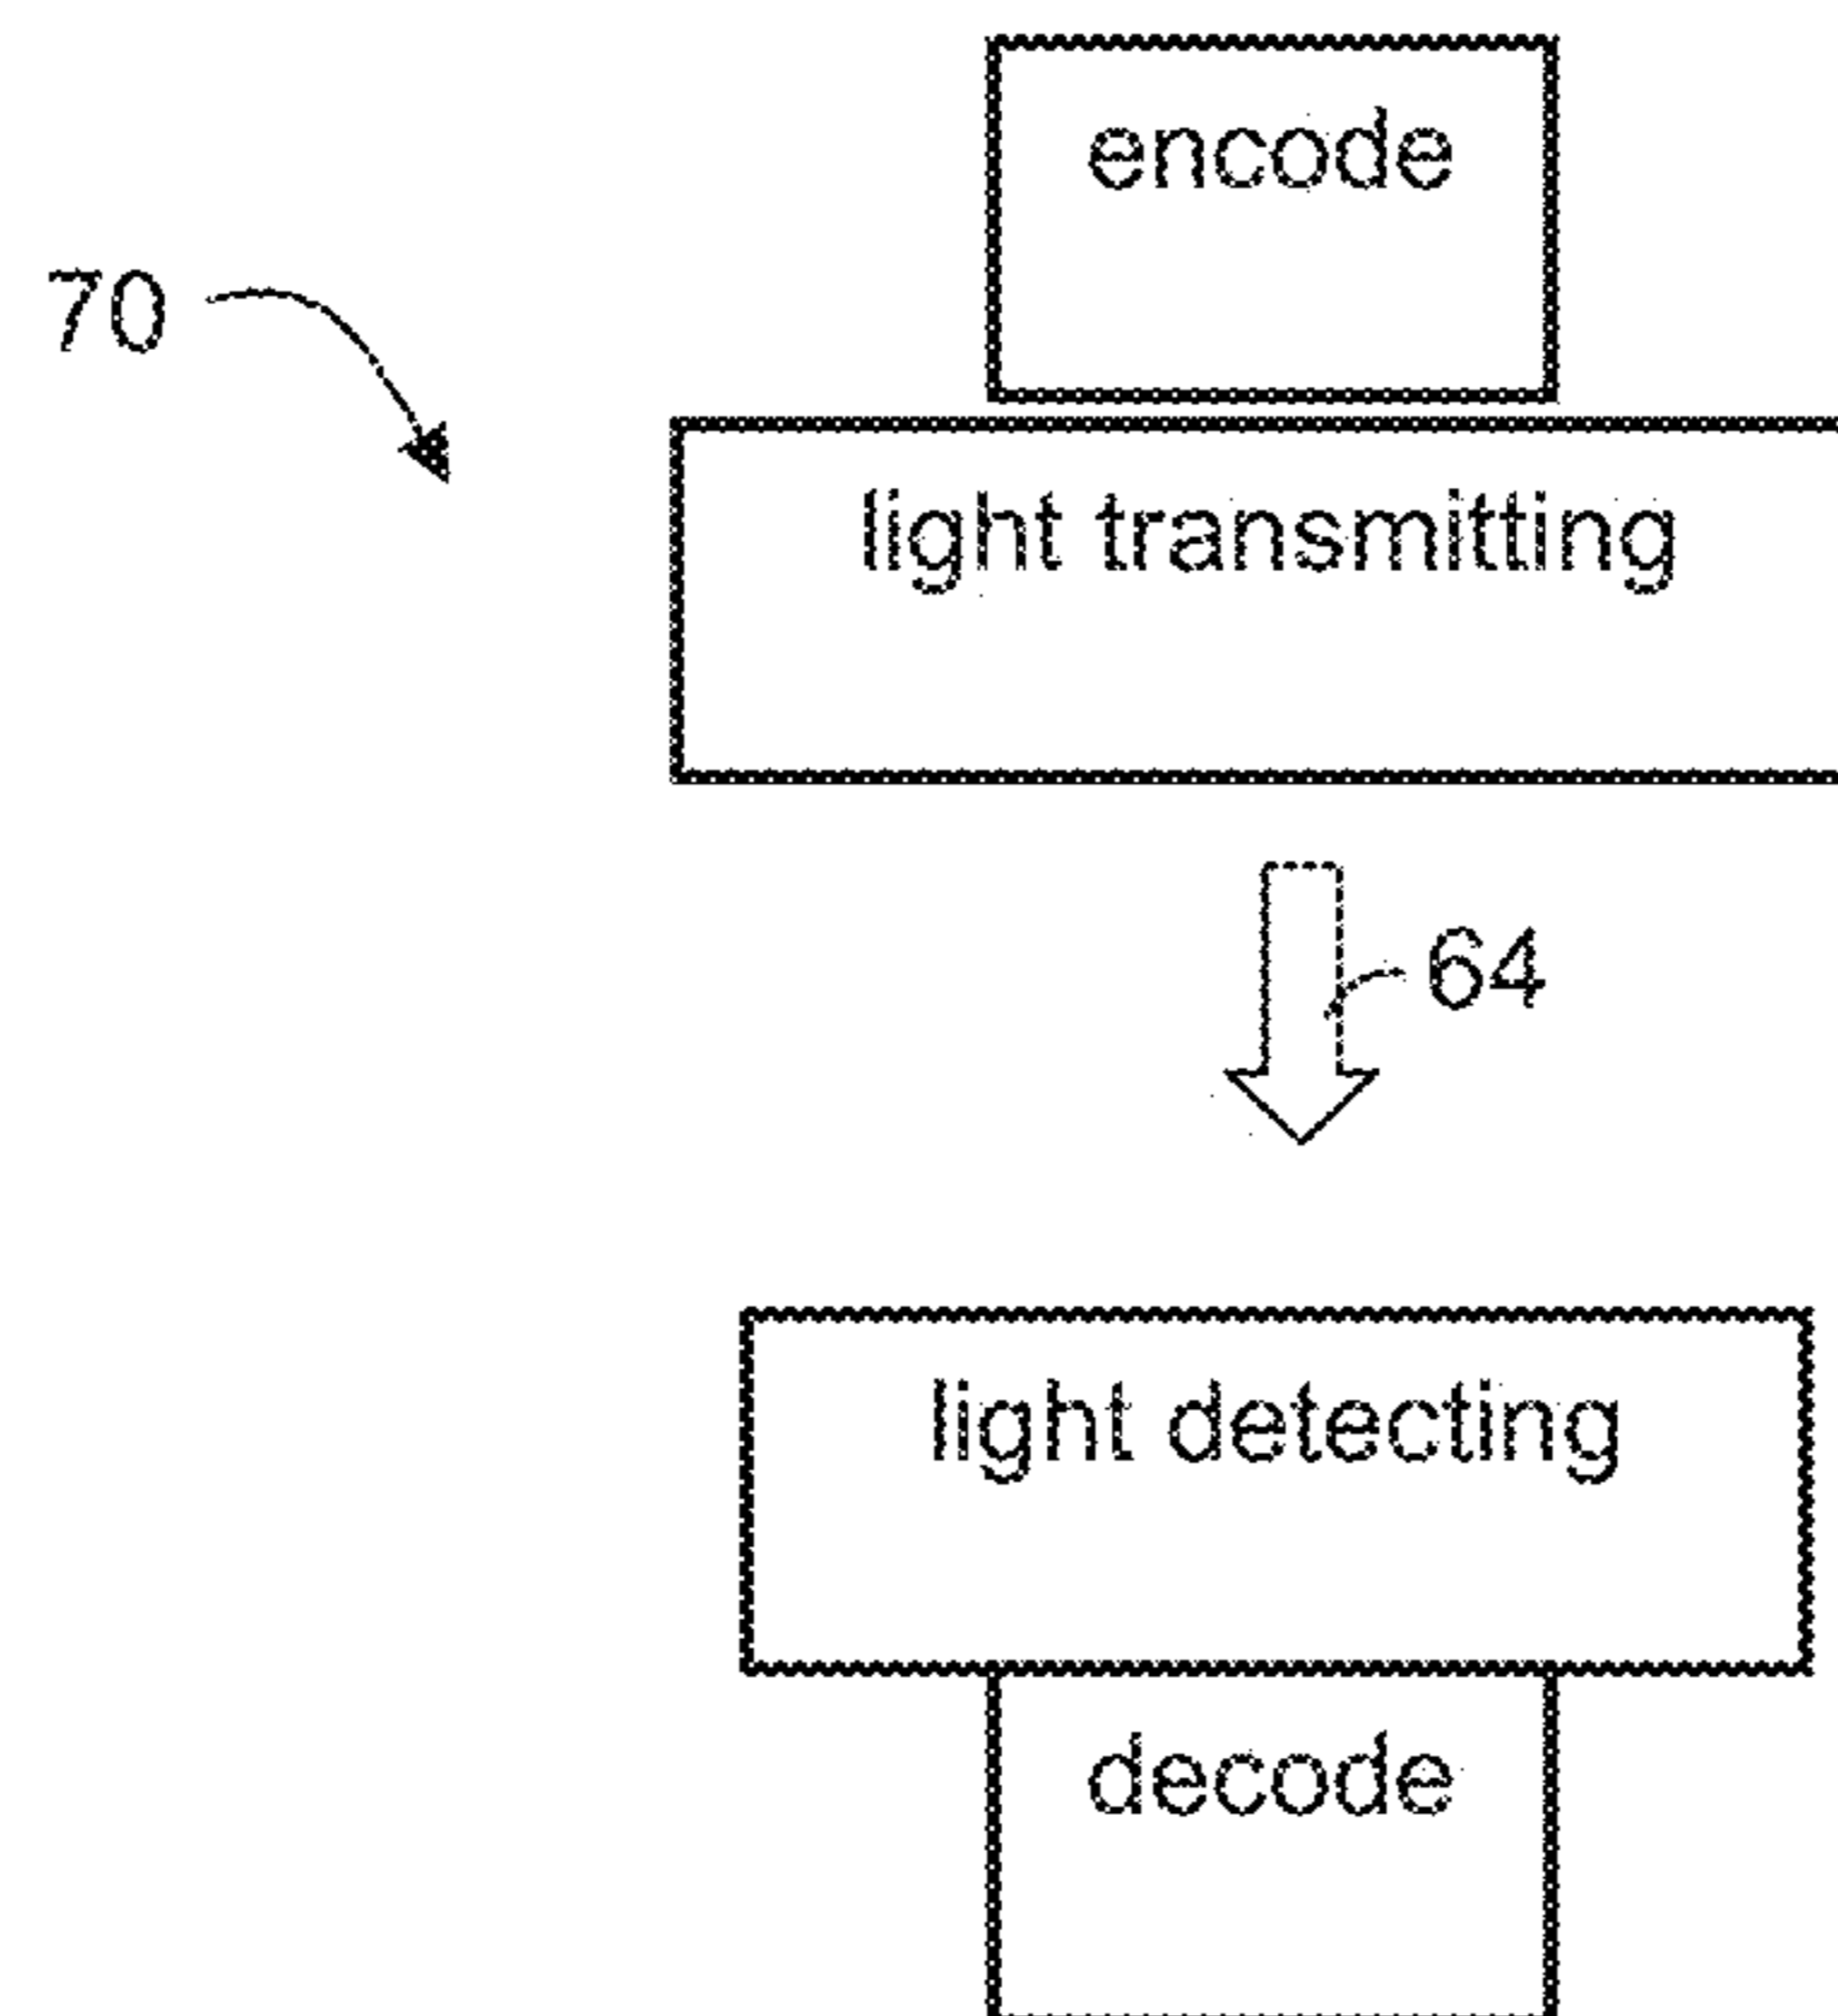 encode
70
light transmitting
64
light detecting
decode